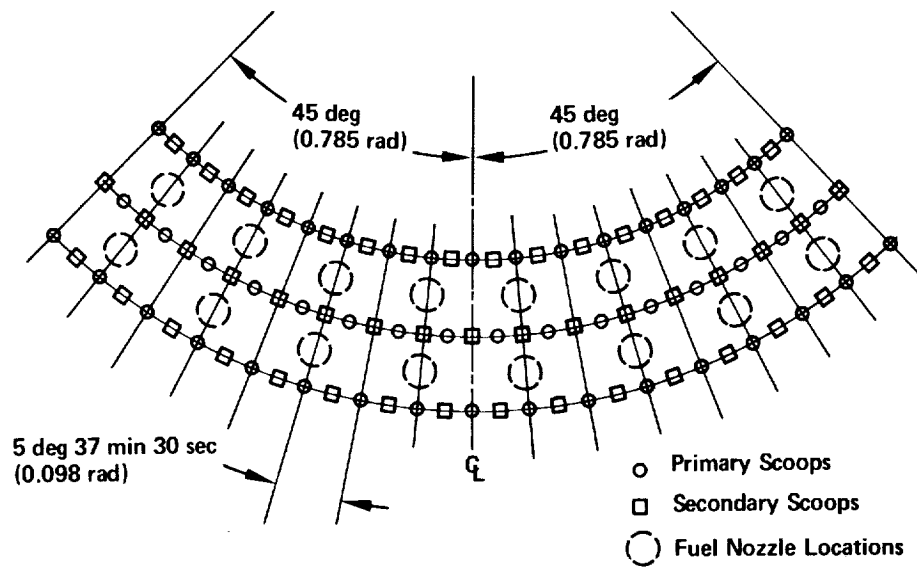 45 deg
(0.785 rad)
45 deg
(0.785 rad)
5 deg 37 min 30 sec
(0.098 rad)
℄
Primary Scoops
Secondary Scoops
Fuel Nozzle Locations